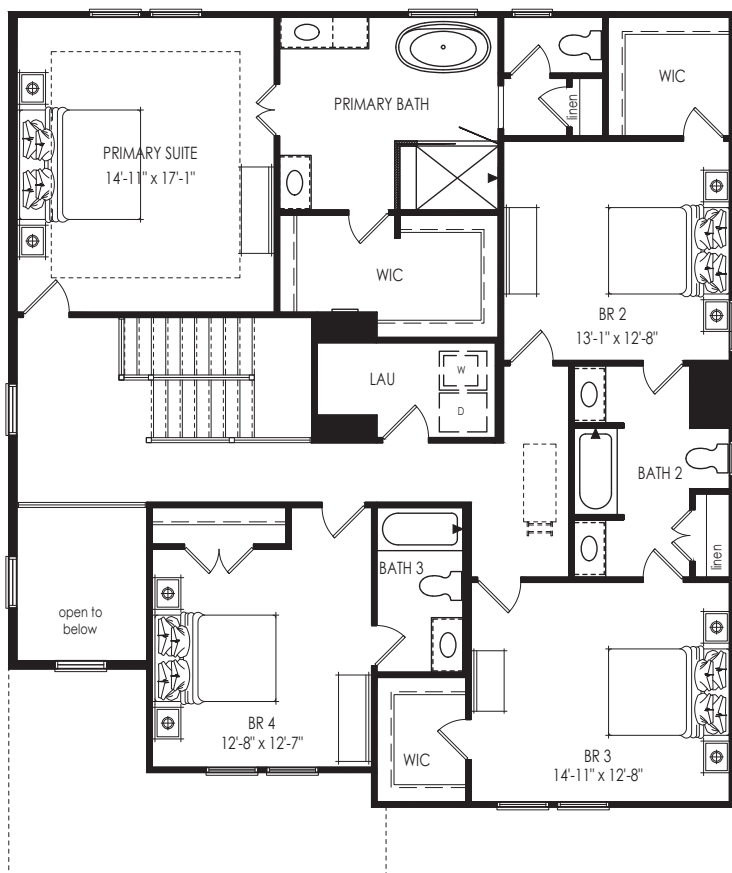 PRIMARY SUITE
14'-11" x 17'-1"
PRIMARY BATH
linen
WIC
WIC
BR 2
13'-1" x 12'-8"
LAU
W
D
BATH 2
linen
BATH 3
open to
below
BR 4
12'-8" x 12'-7"
WIC
BR 3
14'-11" x 12'-8"